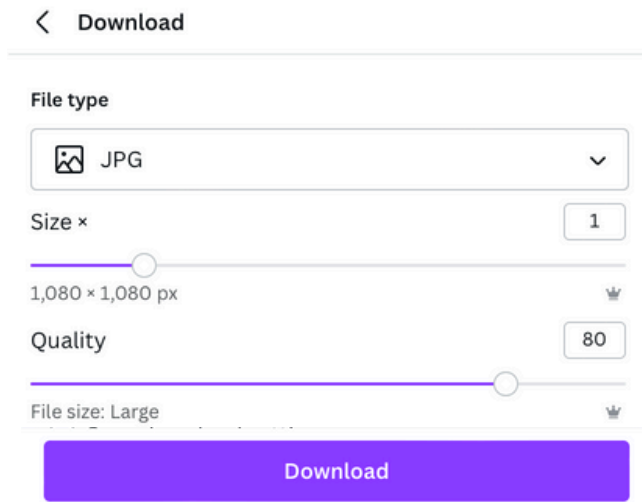 Download
File type
JPG
Size ×
1
1,080 × 1,080 px
Quality
80
File size: Large
Download